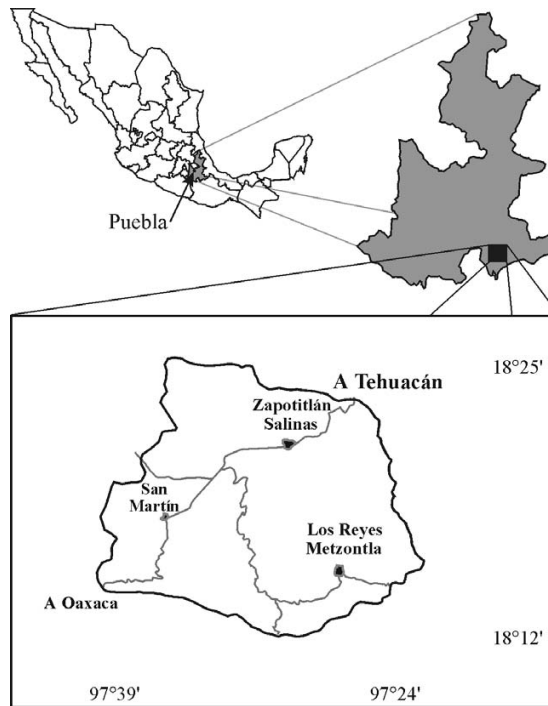 Puebla
18°25'
A Tehuacán
Zapotitlán
Salinas
San
Martín
Los Reyes
Metzontla
A Oaxaca
18°12'
97°39'
97°24'